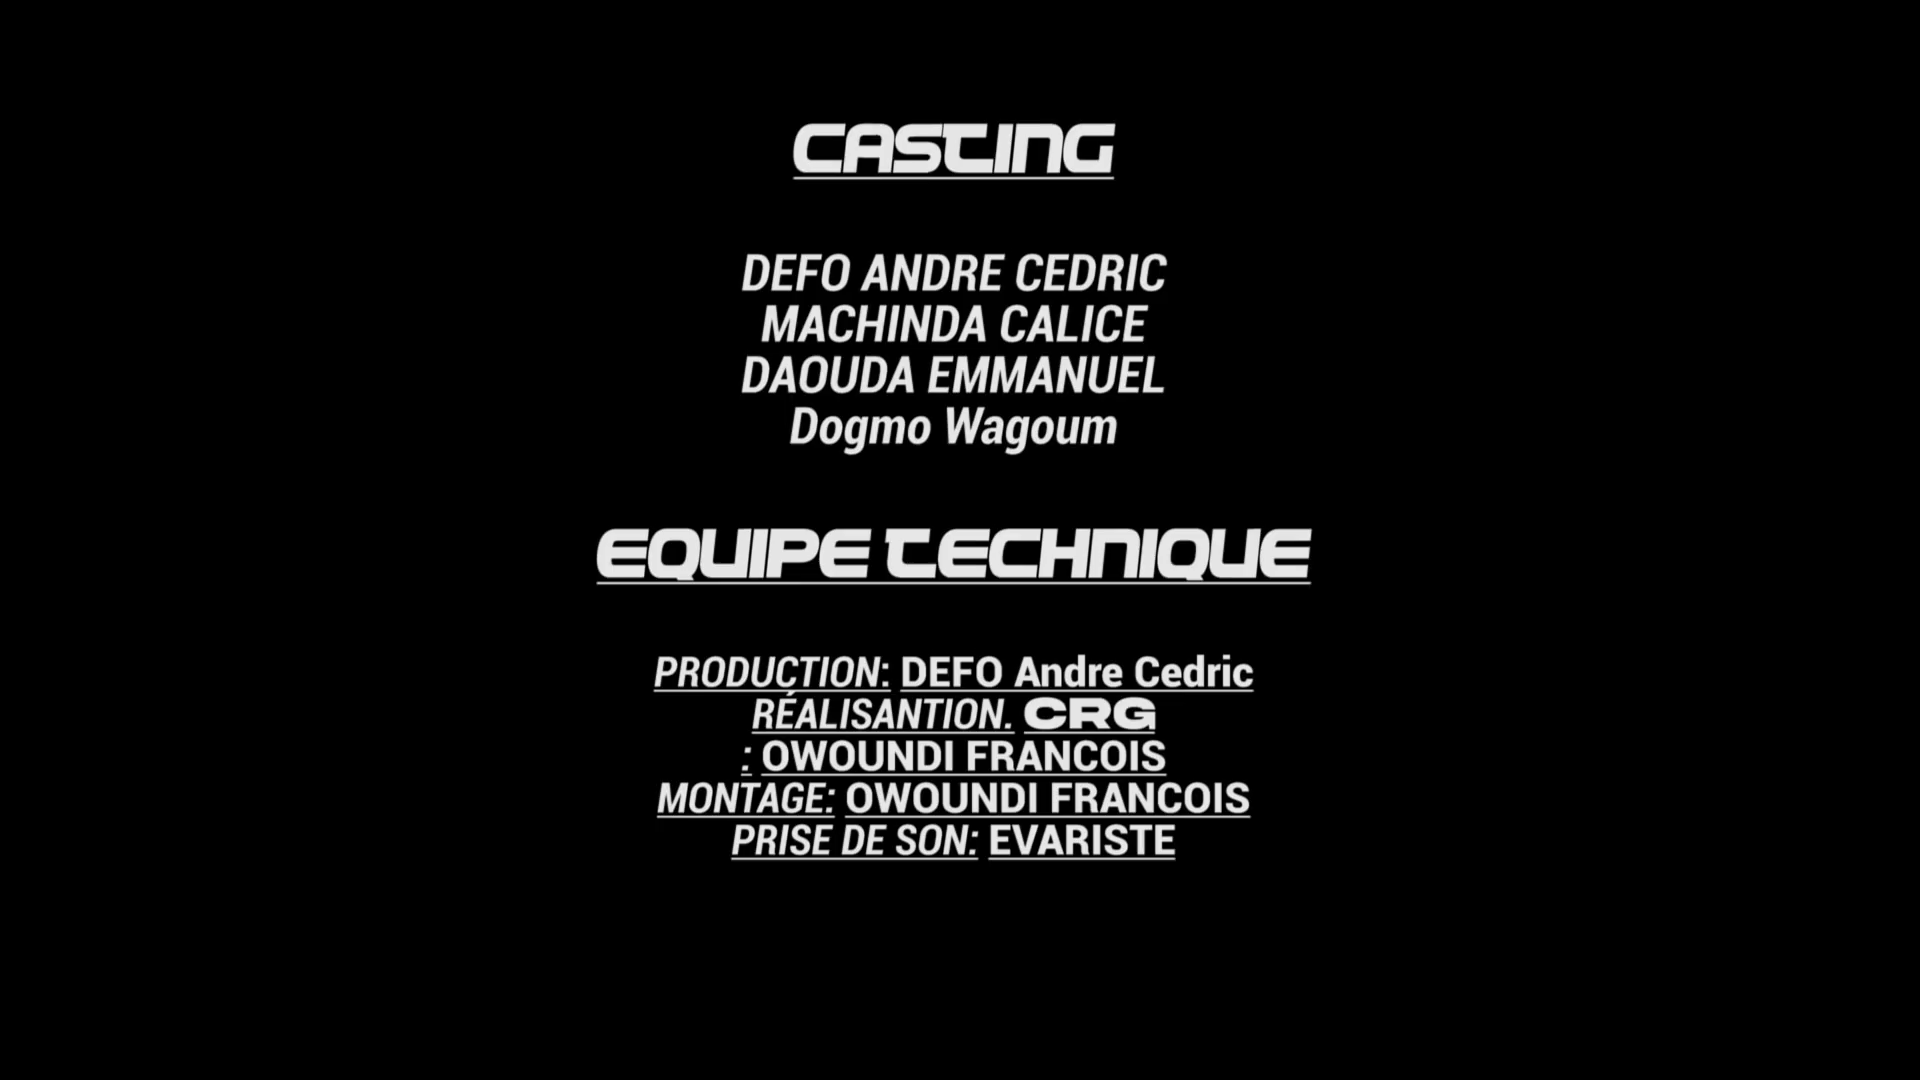 CASTING
DEFO ANDRE CEDRIC
MACHINDA CALICE
DAOUDA EMMANUEL
Dogmo Wagoum
EQUIPE TECHNIQUE
PRODUCTION: DEFO Andre Cedric
RÉALISANTION. CRG
: OWOUNDI FRANCOIS
MONTAGE: OWOUNDI FRANCOIS
PRISE DE SON: EVARISTE